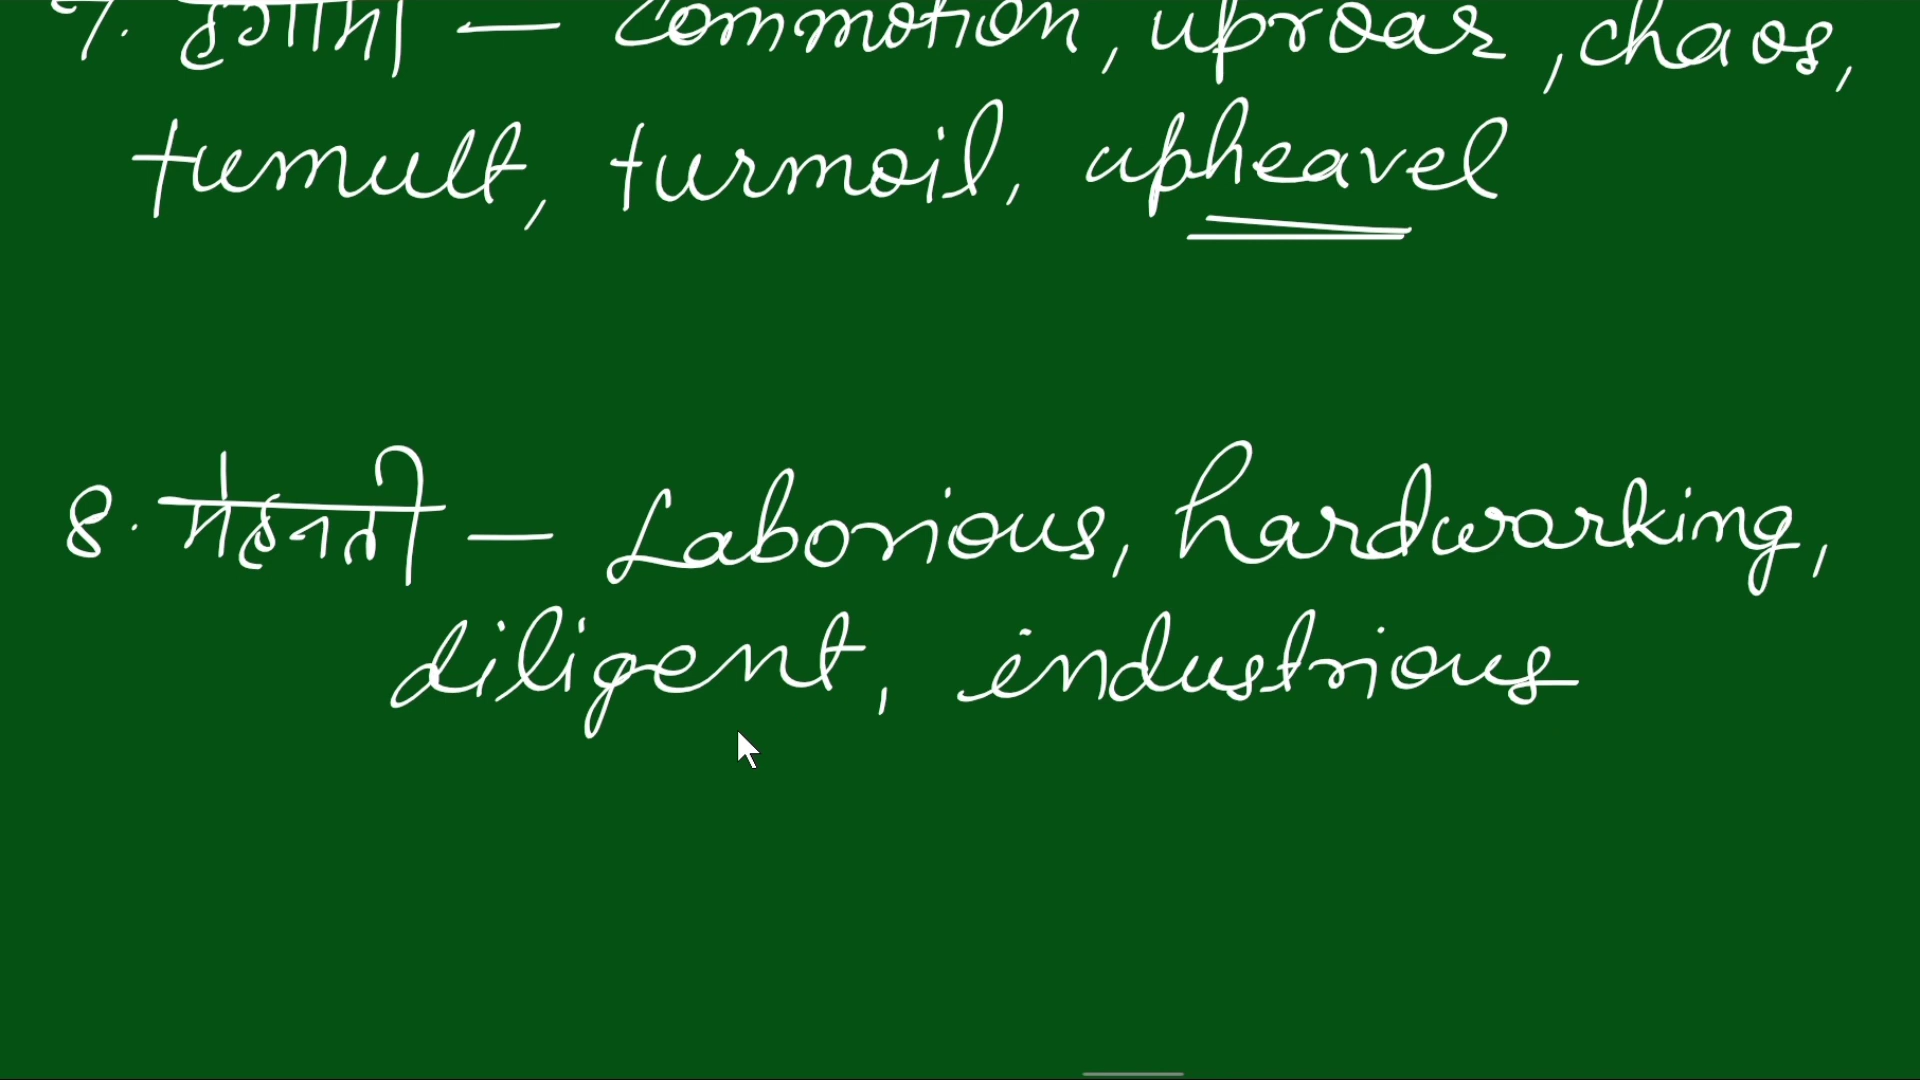 7. हंगामा — Commotion, uproar, chaos,
tumult, turmoil, upheavel
8. मेहनती — Laborious, hardworking,
diligent, industrious